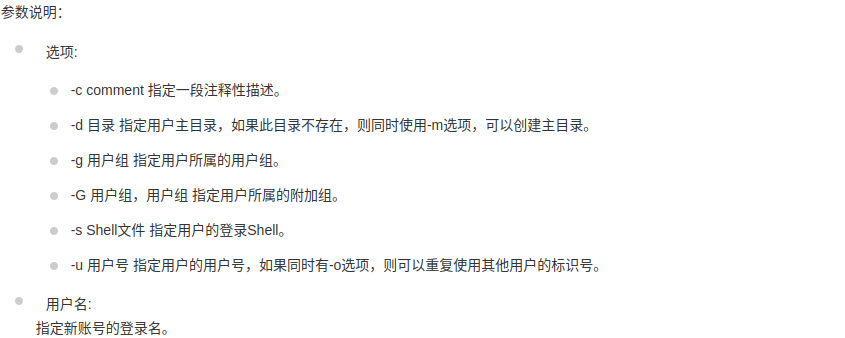 参数说明：
选项:
-c comment 指定一段注释性描述。
-d 目录 指定用户主目录，如果此目录不存在，则同时使用-m选项，可以创建主目录。
-g 用户组 指定用户所属的用户组。
-G 用户组，用户组 指定用户所属的附加组。
-s Shell文件 指定用户的登录Shell。
-u 用户号 指定用户的用户号，如果同时有-o选项，则可以重复使用其他用户的标识号。
用户名:
指定新账号的登录名。